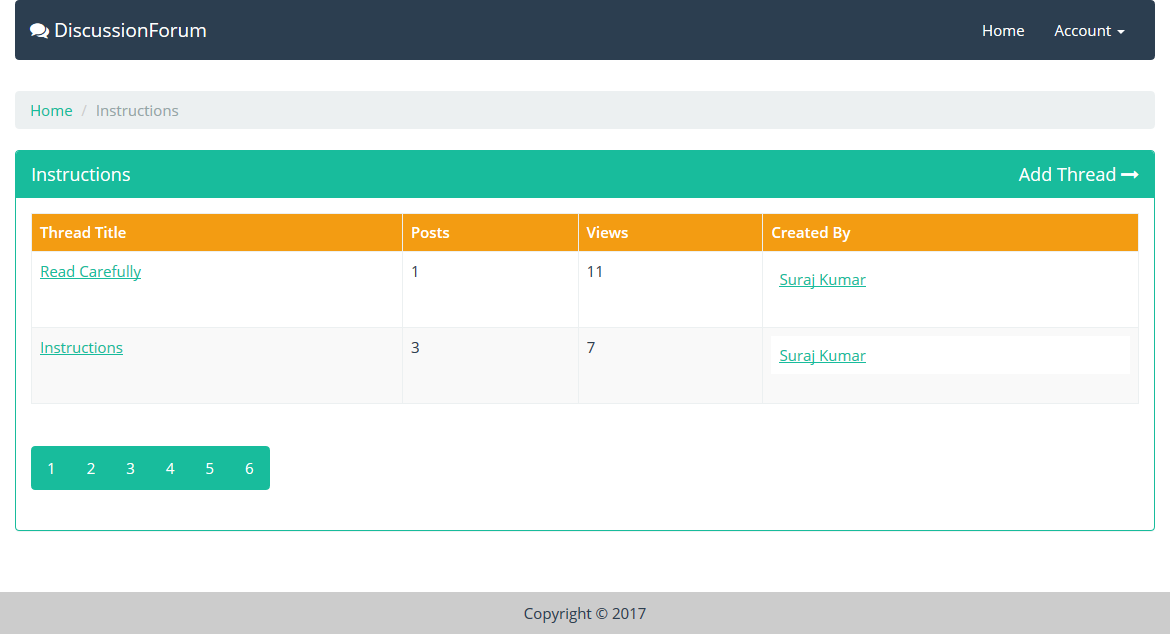 DiscussionForum Home Account
Home / Instructions
Instructions Add Thread
Thread Title Posts Views Created By
Read Carefully 1 11 Suraj Kumar
Instructions 3 7 Suraj Kumar
1 2 3 4 5 6
Copyright © 2017